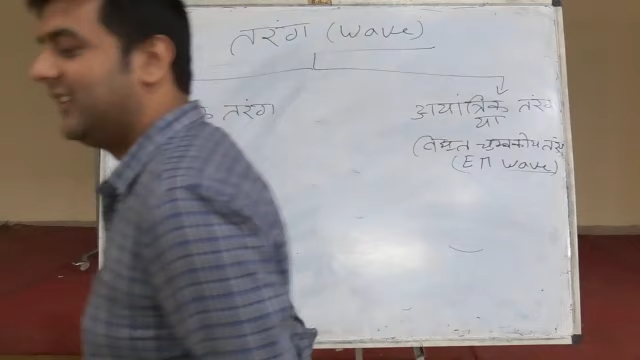 तरंग (wave)
क तरंग
अयांत्रिक तरंग
या
विद्युत चुम्बकीय तरंग
(EM wave)